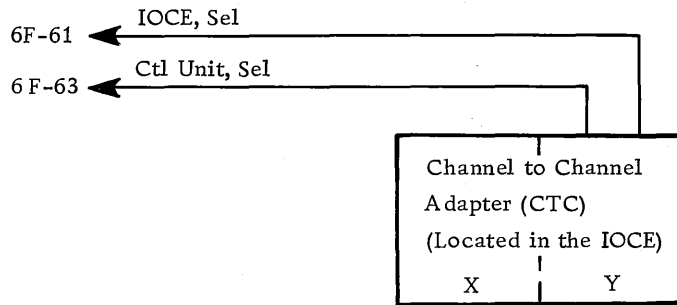 IOCE, Sel
6F-61
Ctl Unit, Sel
6 F-63
Channel to Channel
Adapter (CTC)
(Located in the IOCE)
X Y